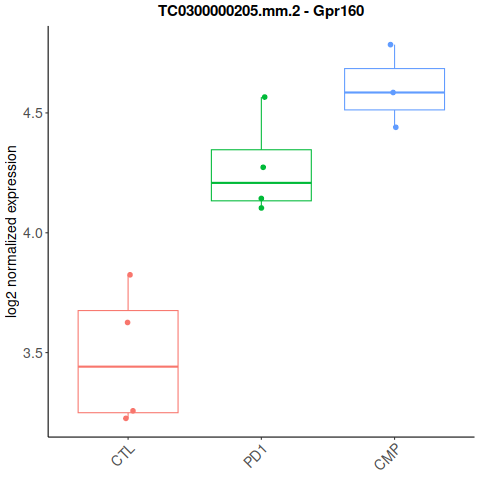 TC0300000205.mm.2 - Gpr160
log2 normalized expression
4.5
4.0
3.5
CTL
PD1
CMP